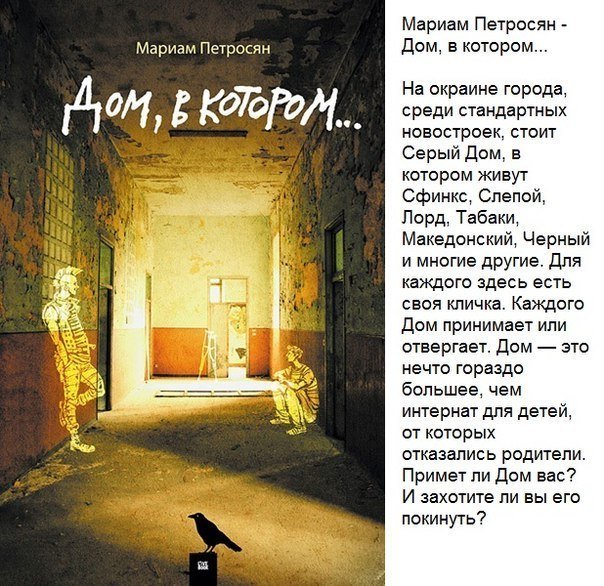 Мариам Петросян
Дом, в котором...
LIVE
BOOK
Мариам Петросян -
Дом, в котором...
На окраине города,
среди стандартных
новостроек, стоит
Серый Дом, в
котором живут
Сфинкс, Слепой,
Лорд, Табаки,
Македонский, Черный
и многие другие. Для
каждого здесь есть
своя кличка. Каждого
Дом принимает или
отвергает. Дом — это
нечто гораздо
большее, чем
интернат для детей,
от которых
отказались родители.
Примет ли Дом вас?
И захотите ли вы его
покинуть?